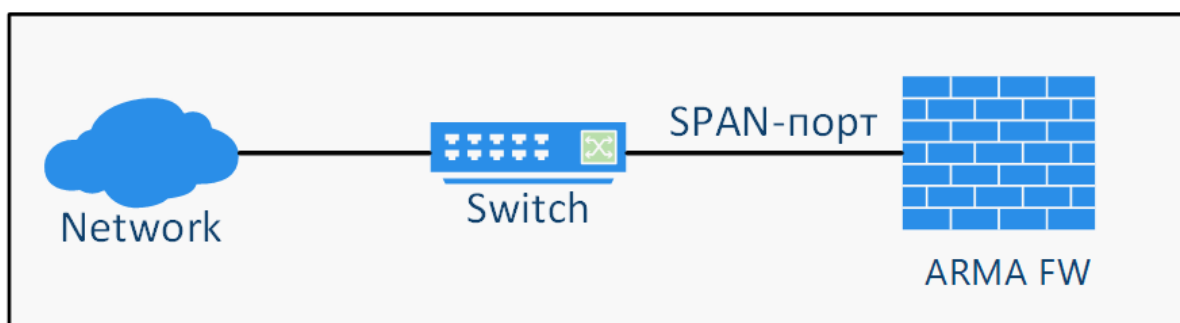 SPAN-порт
Network
Switch
ARMA FW